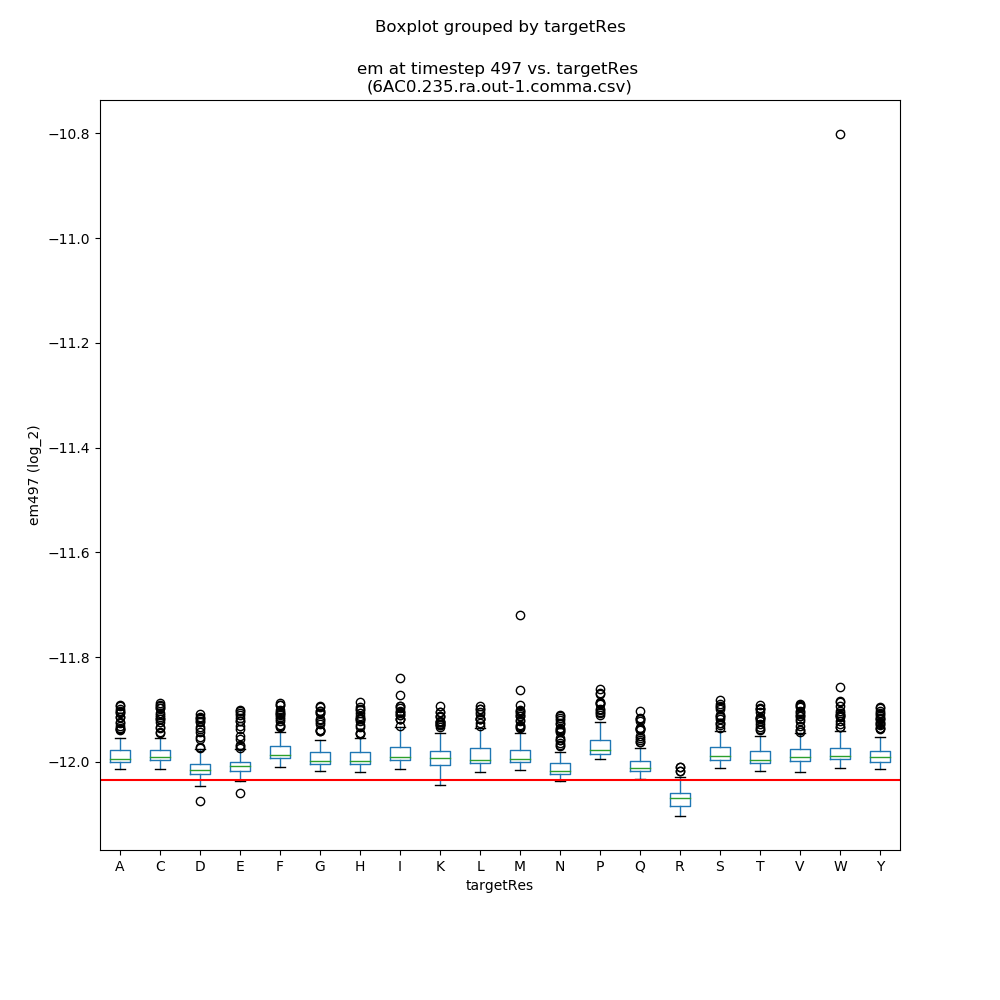 Boxplot grouped by targetRes
em at timestep 497 vs. targetRes
(6AC0.235.ra.out-1.comma.csv)
−10.8
−11.0
−11.2
−11.4
−11.6
−11.8
−12.0
em497 (log_2)
A C D E F G H I K L M N P Q R S T V W Y
targetRes